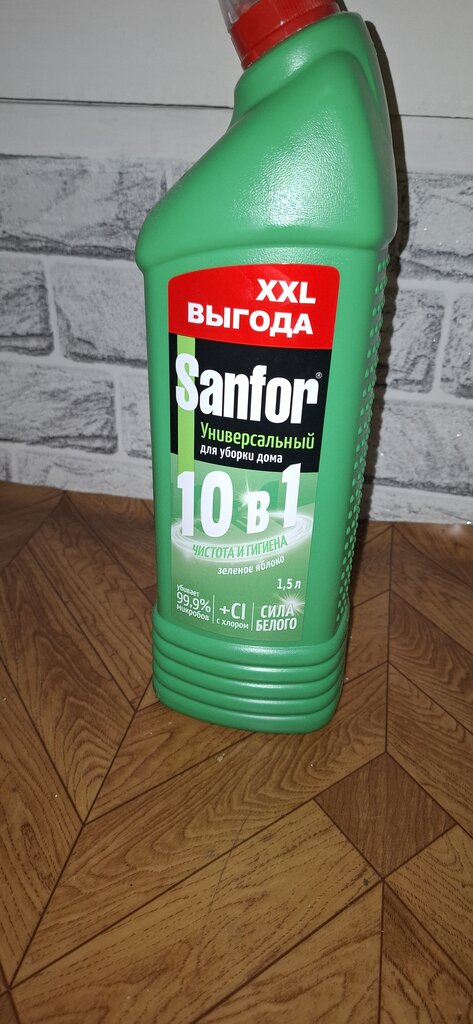 XXL
ВЫГОДА
Sanfor®
Универсальный
для уборки дома
10 в 1
ЧИСТОТА И ГИГИЕНА
зеленое яблоко
1,5 л
убивает
99,9%
микробов
+Cl
с хлором
СИЛА
БЕЛОГО